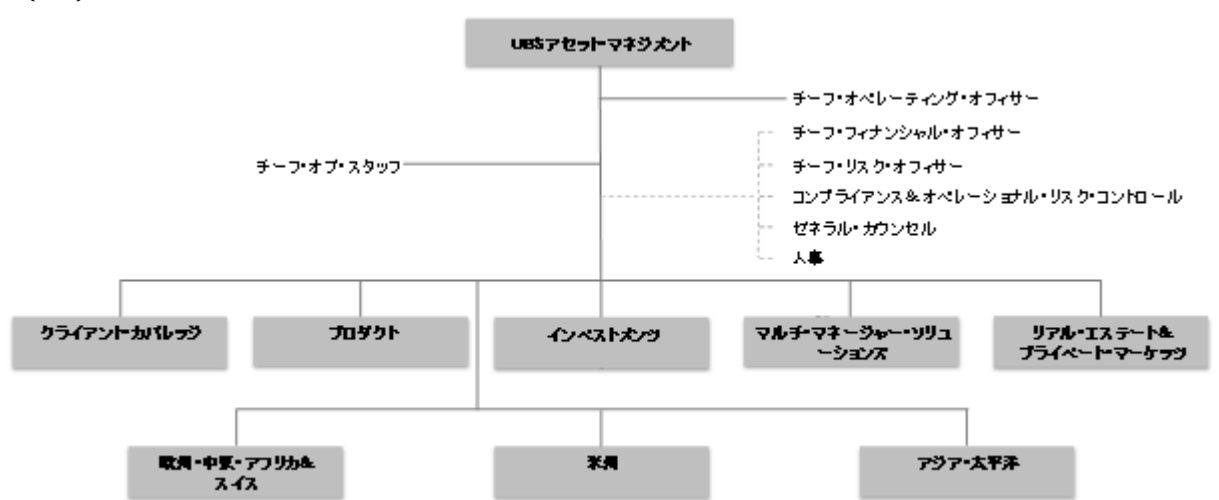 UBSアセットマネジメント
チーフ・オペレーティング・オフィサー
チーフ・フィナンシャル・オフィサー
チーフ・オブ・スタッフ
チーフ・リスク・オフィサー
コンプライアンス&オペレーショナル・リスク・コントロール
ゼネラル・カウンセル
人事
クライアントカバレッジ
プロダクト
インベストメンツ
マルチ・マネージャー・ソリュ
ーションズ
リアル・エステート&
プライベート・マーケッツ
欧州・中東・アフリカ&
スイス
米州
アジア・太平洋